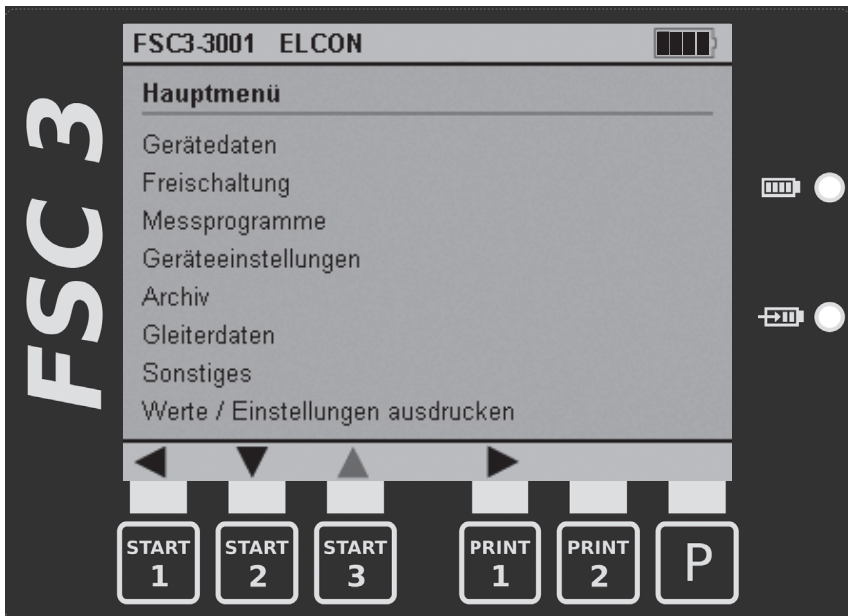 FSC3-3001 ELCON
Hauptmenü
Gerätedaten
Freischaltung
Messprogramme
Geräteeinstellungen
Archiv
Gleiterdaten
Sonstiges
Werte / Einstellungen ausdrucken
FSC 3
START 1
START 2
START 3
PRINT 1
PRINT 2
P